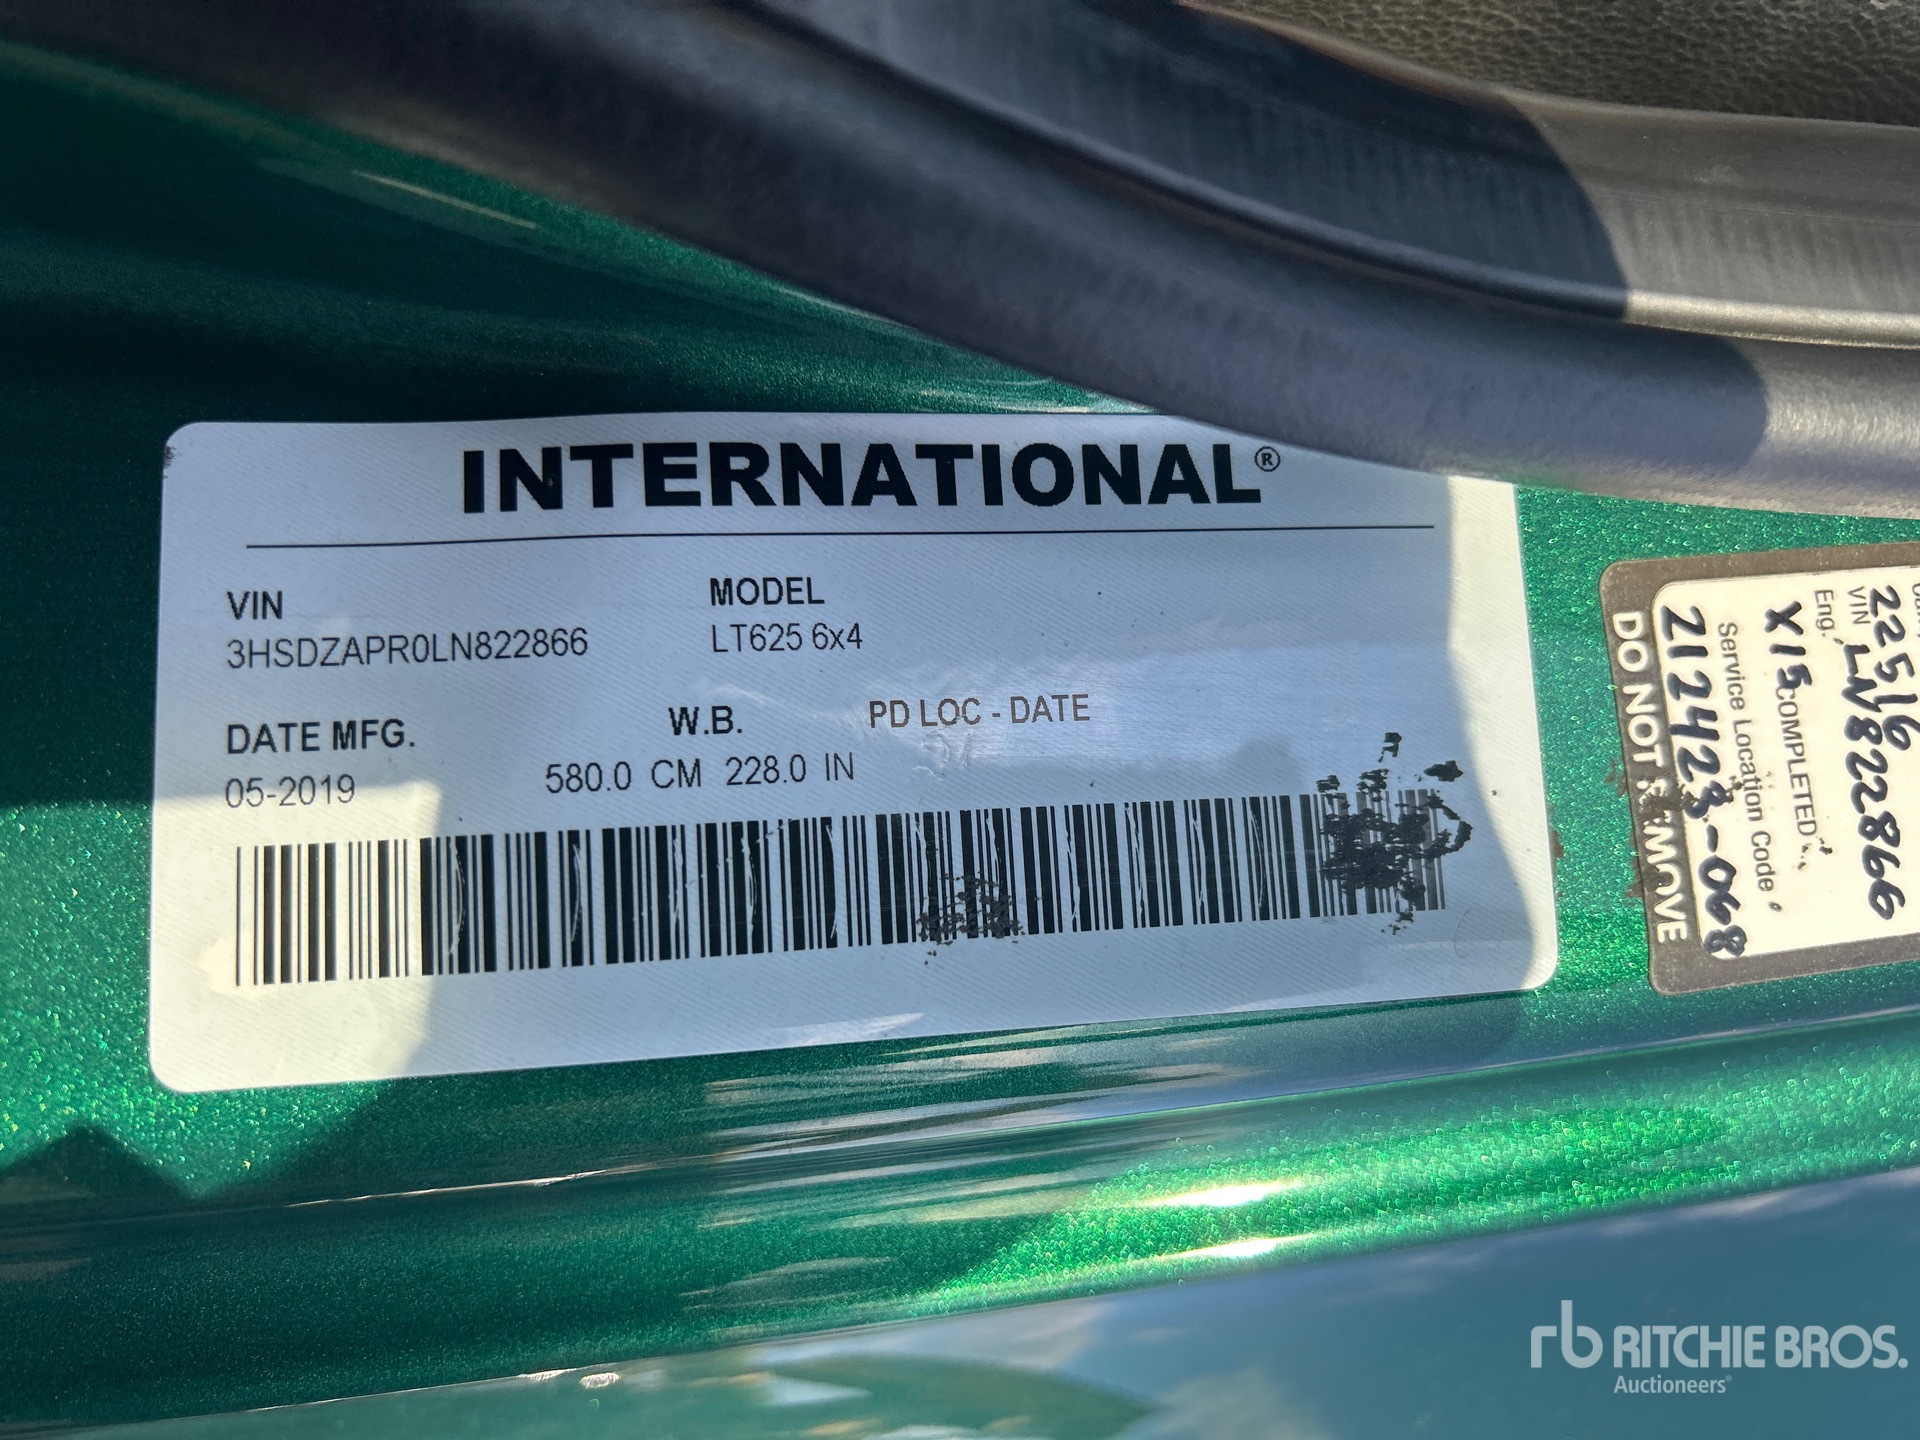 INTERNATIONAL®
VIN
3HSDZAPR0LN822866
MODEL
LT625 6x4
DATE MFG.
05-2019
W.B.
580.0 CM 228.0 IN
PD LOC - DATE
22516
VIN LN822866
Eng.
X15 COMPLETED
Service Location Code
212423-068
DO NOT REMOVE
rb RITCHIE BROS.
Auctioneers